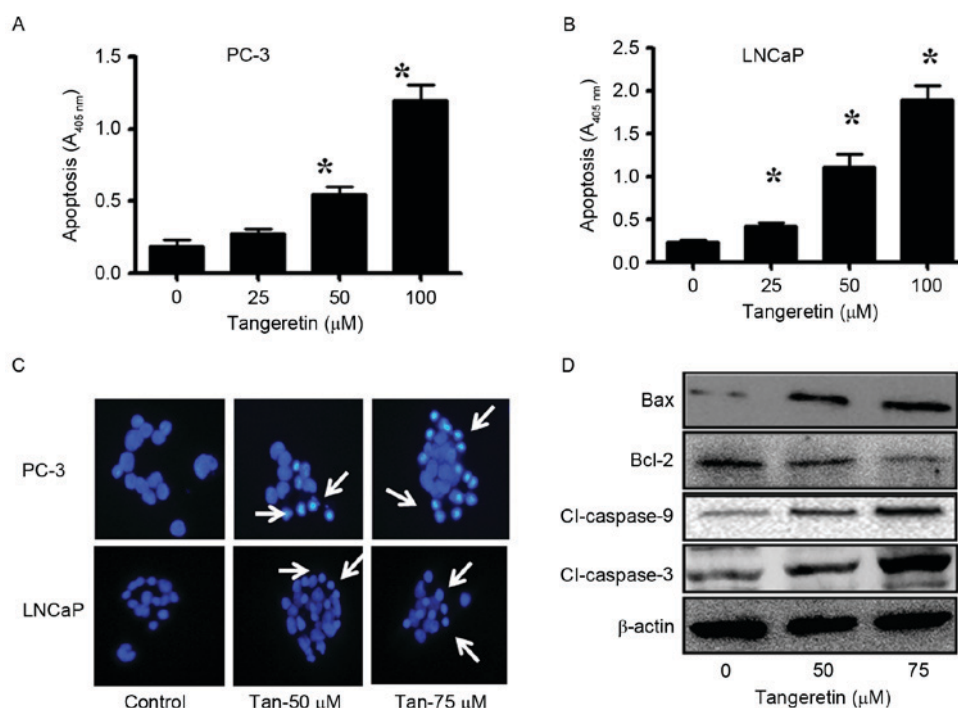 A
PC-3
Apoptosis (A405 nm)
1.5
1.0
0.5
0.0
*
*
0
25
50
100
Tangeretin (μM)
B
LNCaP
Apoptosis (A405 nm)
2.5
2.0
1.5
1.0
0.5
0.0
*
*
*
0
25
50
100
Tangeretin (μM)
C
PC-3
LNCaP
Control
Tan-50 μM
Tan-75 μM
D
Bax
Bcl-2
Cl-caspase-9
Cl-caspase-3
β-actin
0
50
75
Tangeretin (μM)